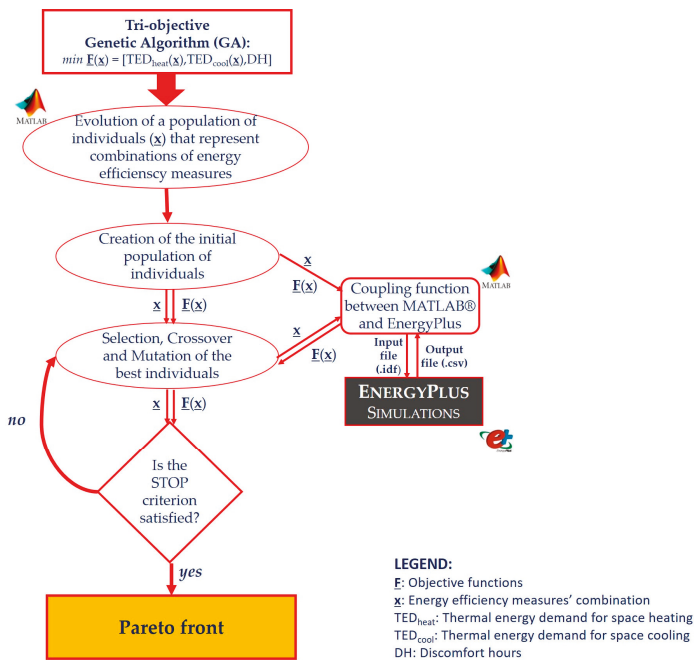 Tri-objective
Genetic Algorithm (GA):
min F(x) = [TEDheat(x),TEDcool(x),DH]
MATLAB
Evolution of a population of
individuals (x) that represent
combinations of energy
efficienscy measures
Creation of the initial
population of
individuals
x
F(x)
MATLAB
Coupling function
between MATLAB®
and EnergyPlus
x F(x)
x
F(x)
Selection, Crossover
and Mutation of the
best individuals
Input
file
(.idf)
Output
file (.csv)
ENERGYPLUS
SIMULATIONS
x F(x)
no
Is the
STOP
criterion
satisfied?
yes
Pareto front
LEGEND:
F: Objective functions
x: Energy efficiency measures' combination
TEDheat: Thermal energy demand for space heating
TEDcool: Thermal energy demand for space cooling
DH: Discomfort hours